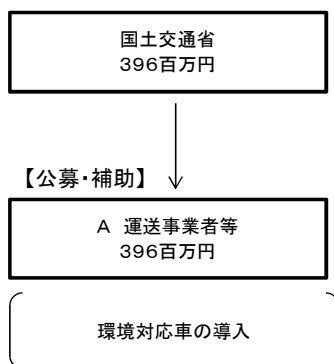 国土交通省
396百万円
【公募・補助】
A　運送事業者等
396百万円
環境対応車の導入